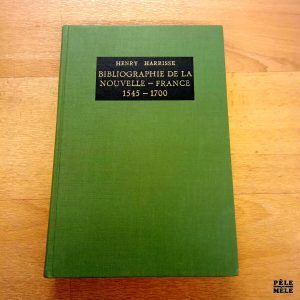 HENRY HARRISSE
BIBLIOGRAPHIE DE LA
NOUVELLE – FRANCE
1545 – 1700
PÊLE
MÊLE